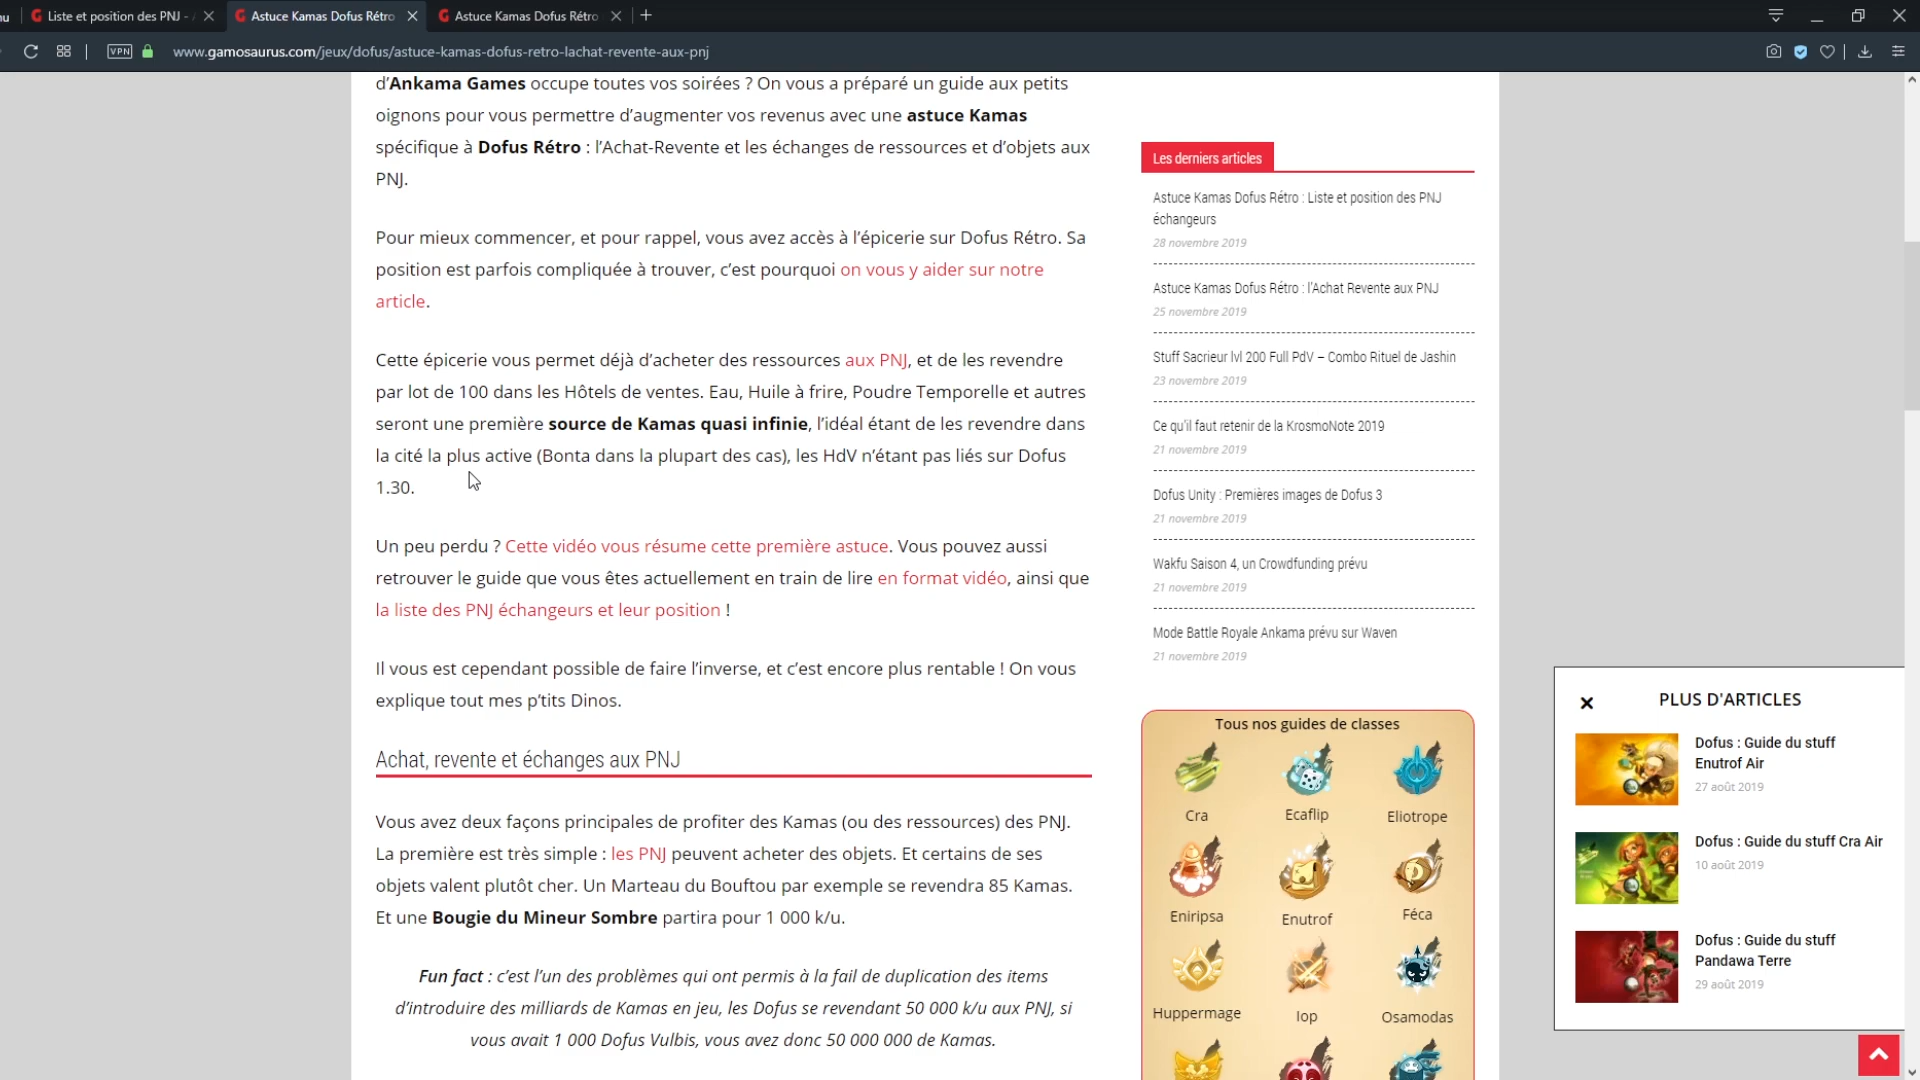 nu
Liste et position des PNJ -
Astuce Kamas Dofus Rétro
Astuce Kamas Dofus Rétro
VPN
www.gamosaurus.com/jeux/dofus/astuce-kamas-dofus-retro-lachat-revente-aux-pnj
d'Ankama Games occupe toutes vos soirées ? On vous a préparé un guide aux petits
oignons pour vous permettre d'augmenter vos revenus avec une astuce Kamas
spécifique à Dofus Rétro : l'Achat-Revente et les échanges de ressources et d'objets aux
PNJ.
Pour mieux commencer, et pour rappel, vous avez accès à l'épicerie sur Dofus Rétro. Sa
position est parfois compliquée à trouver, c'est pourquoi on vous y aider sur notre
article.
Cette épicerie vous permet déjà d'acheter des ressources aux PNJ, et de les revendre
par lot de 100 dans les Hôtels de ventes. Eau, Huile à frire, Poudre Temporelle et autres
seront une première source de Kamas quasi infinie, l'idéal étant de les revendre dans
la cité la plus active (Bonta dans la plupart des cas), les HdV n'étant pas liés sur Dofus
1.30.
Un peu perdu ? Cette vidéo vous résume cette première astuce. Vous pouvez aussi
retrouver le guide que vous êtes actuellement en train de lire en format vidéo, ainsi que
la liste des PNJ échangeurs et leur position !
Il vous est cependant possible de faire l'inverse, et c'est encore plus rentable ! On vous
explique tout mes p'tits Dinos.
Achat, revente et échanges aux PNJ
Vous avez deux façons principales de profiter des Kamas (ou des ressources) des PNJ.
La première est très simple : les PNJ peuvent acheter des objets. Et certains de ses
objets valent plutôt cher. Un Marteau du Bouftou par exemple se revendra 85 Kamas.
Et une Bougie du Mineur Sombre partira pour 1 000 k/u.
Fun fact : c'est l'un des problèmes qui ont permis à la fail de duplication des items
d'introduire des milliards de Kamas en jeu, les Dofus se revendant 50 000 k/u aux PNJ, si
vous avait 1 000 Dofus Vulbis, vous avez donc 50 000 000 de Kamas.
Les derniers articles
Astuce Kamas Dofus Rétro : Liste et position des PNJ
échangeurs
28 novembre 2019
Astuce Kamas Dofus Rétro : l'Achat Revente aux PNJ
25 novembre 2019
Stuff Sacrieur lvl 200 Full PdV – Combo Rituel de Jashin
23 novembre 2019
Ce qu'il faut retenir de la KrosmoNote 2019
21 novembre 2019
Dofus Unity : Premières images de Dofus 3
21 novembre 2019
Wakfu Saison 4, un Crowdfunding prévu
21 novembre 2019
Mode Battle Royale Ankama prévu sur Waven
21 novembre 2019
Tous nos guides de classes
Cra
Ecaflip
Eliotrope
Eniripsa
Enutrof
Féca
Huppermage
Iop
Osamodas
PLUS D'ARTICLES
Dofus : Guide du stuff
Enutrof Air
27 août 2019
Dofus : Guide du stuff Cra Air
10 août 2019
Dofus : Guide du stuff
Pandawa Terre
29 août 2019